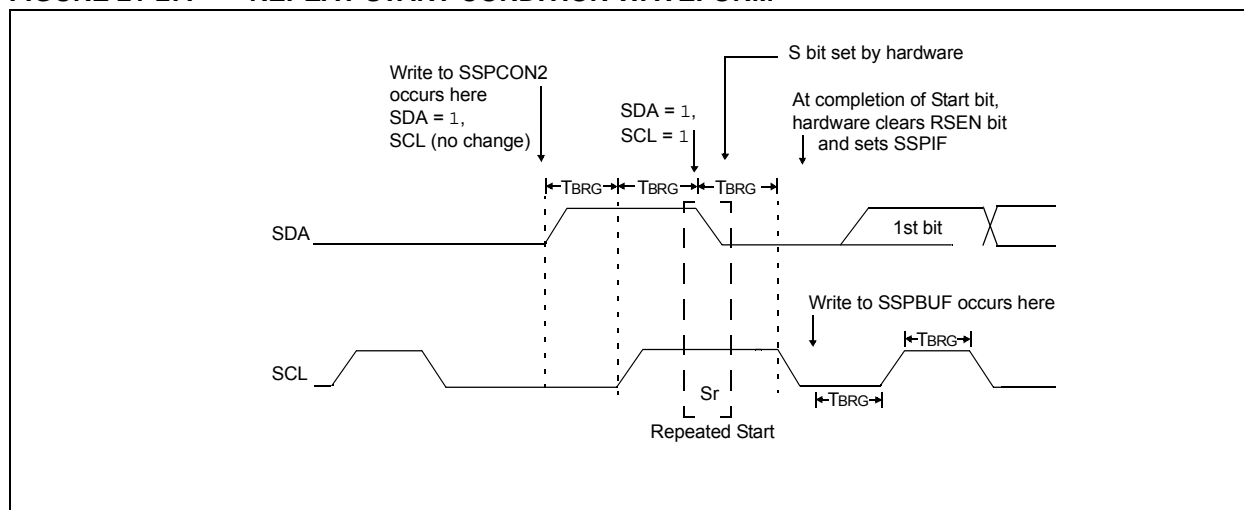 S bit set by hardware
Write to SSPCON2
occurs here
SDA = 1,
SCL (no change)
SDA = 1,
SCL = 1
At completion of Start bit,
hardware clears RSEN bit
and sets SSPIF
TBRG TBRG TBRG
SDA
1st bit
Write to SSPBUF occurs here
TBRG
SCL
Sr
TBRG
Repeated Start